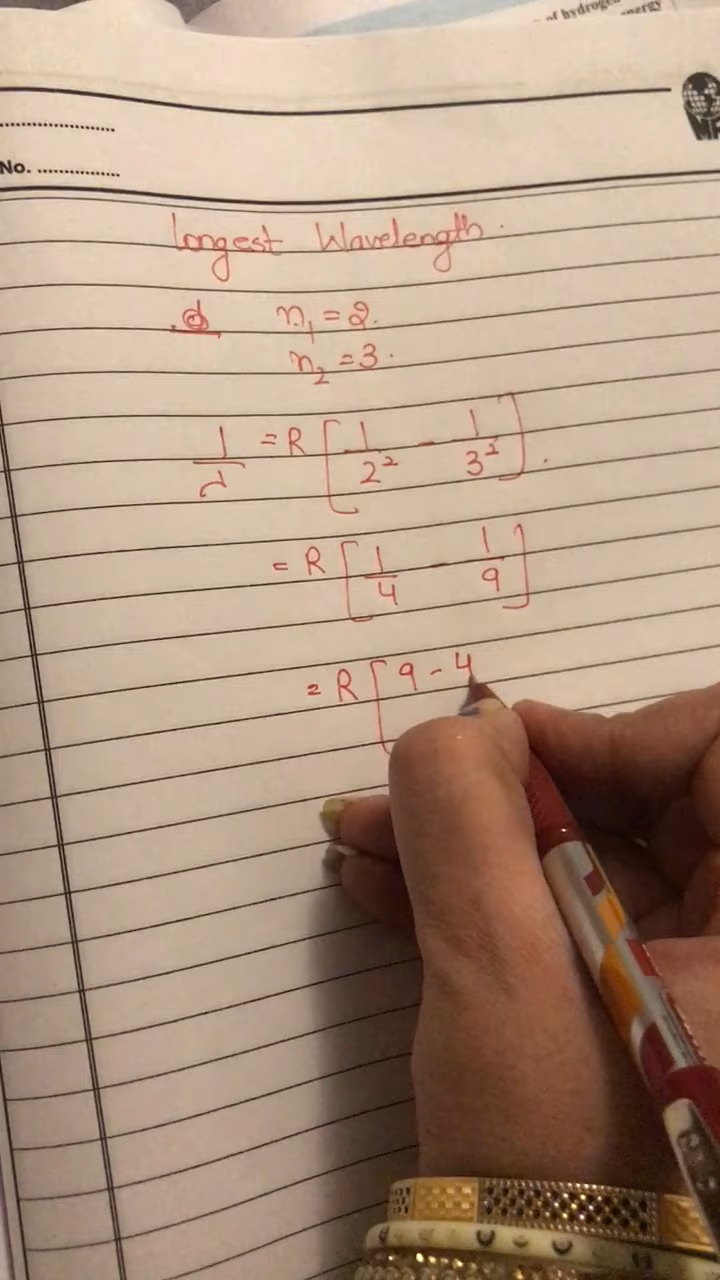 of hydrogen
energy
No. ................
Longest Wavelength.
n₁ = 2.
n₂ = 3.
1/λ = R [1/2² - 1/3²].
= R [1/4 - 1/9]
= R [9 - 4